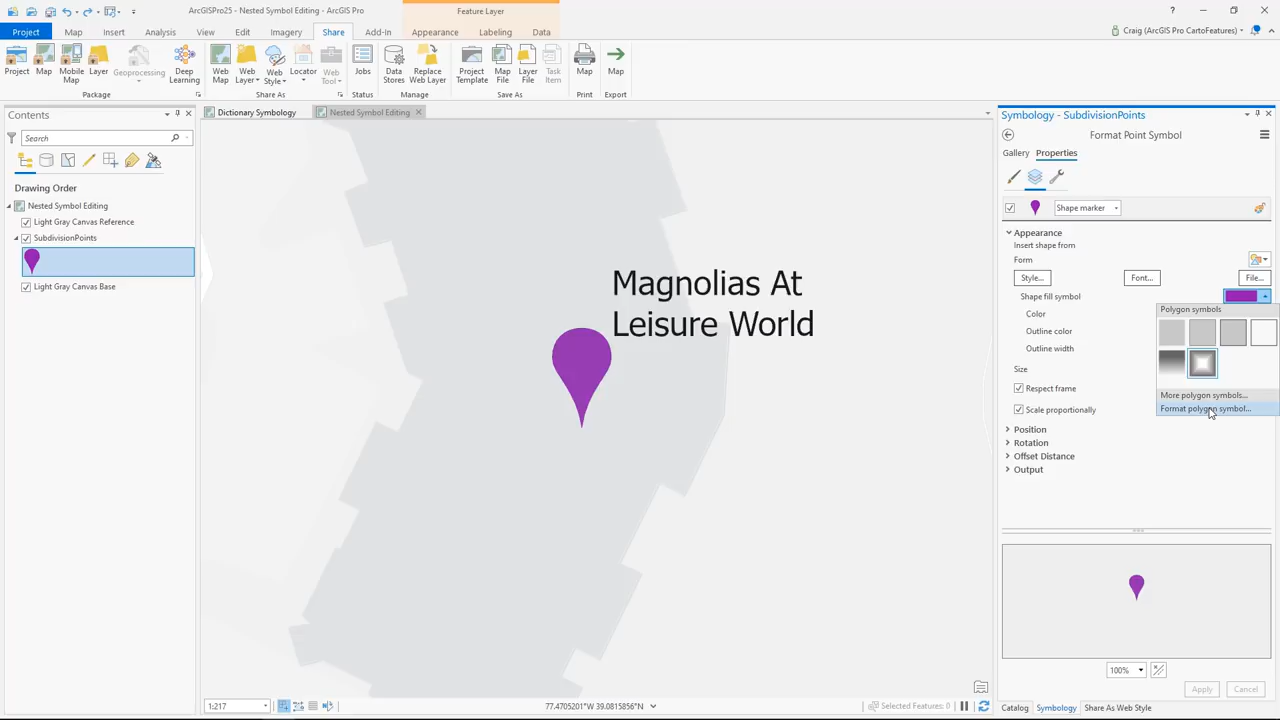 ArcGISPro25 - Nested Symbol Editing - ArcGIS Pro
Feature Layer
? 
Project Map Insert Analysis View Edit Imagery Share Add-In Appearance Labeling Data
Craig (ArcGIS Pro CartoFeatures)
Project Map Mobile Map Layer Geoprocessing Deep Learning
Web Map Web Layer Web Style Locator Web Tool
Jobs Data Stores Replace Web Layer
Project Template Map File Layer File Task Item
Map Map
Package Share As Status Manage Save As Print Export
Contents
Search
Drawing Order
Nested Symbol Editing
Light Gray Canvas Reference
SubdivisionPoints
Light Gray Canvas Base
Dictionary Symbology Nested Symbol Editing
Magnolias At
Leisure World
1:217
77.4705201°W 39.0815856°N
Selected Features: 0
Symbology - SubdivisionPoints
Format Point Symbol
Gallery Properties
Shape marker
Appearance
Insert shape from
Form
Style... Font... File...
Shape fill symbol
Color
Outline color
Outline width
Size
Respect frame
Scale proportionally
Polygon symbols
More polygon symbols...
Format polygon symbol...
Position
Rotation
Offset Distance
Output
100%
Apply Cancel
Catalog Symbology Share As Web Style